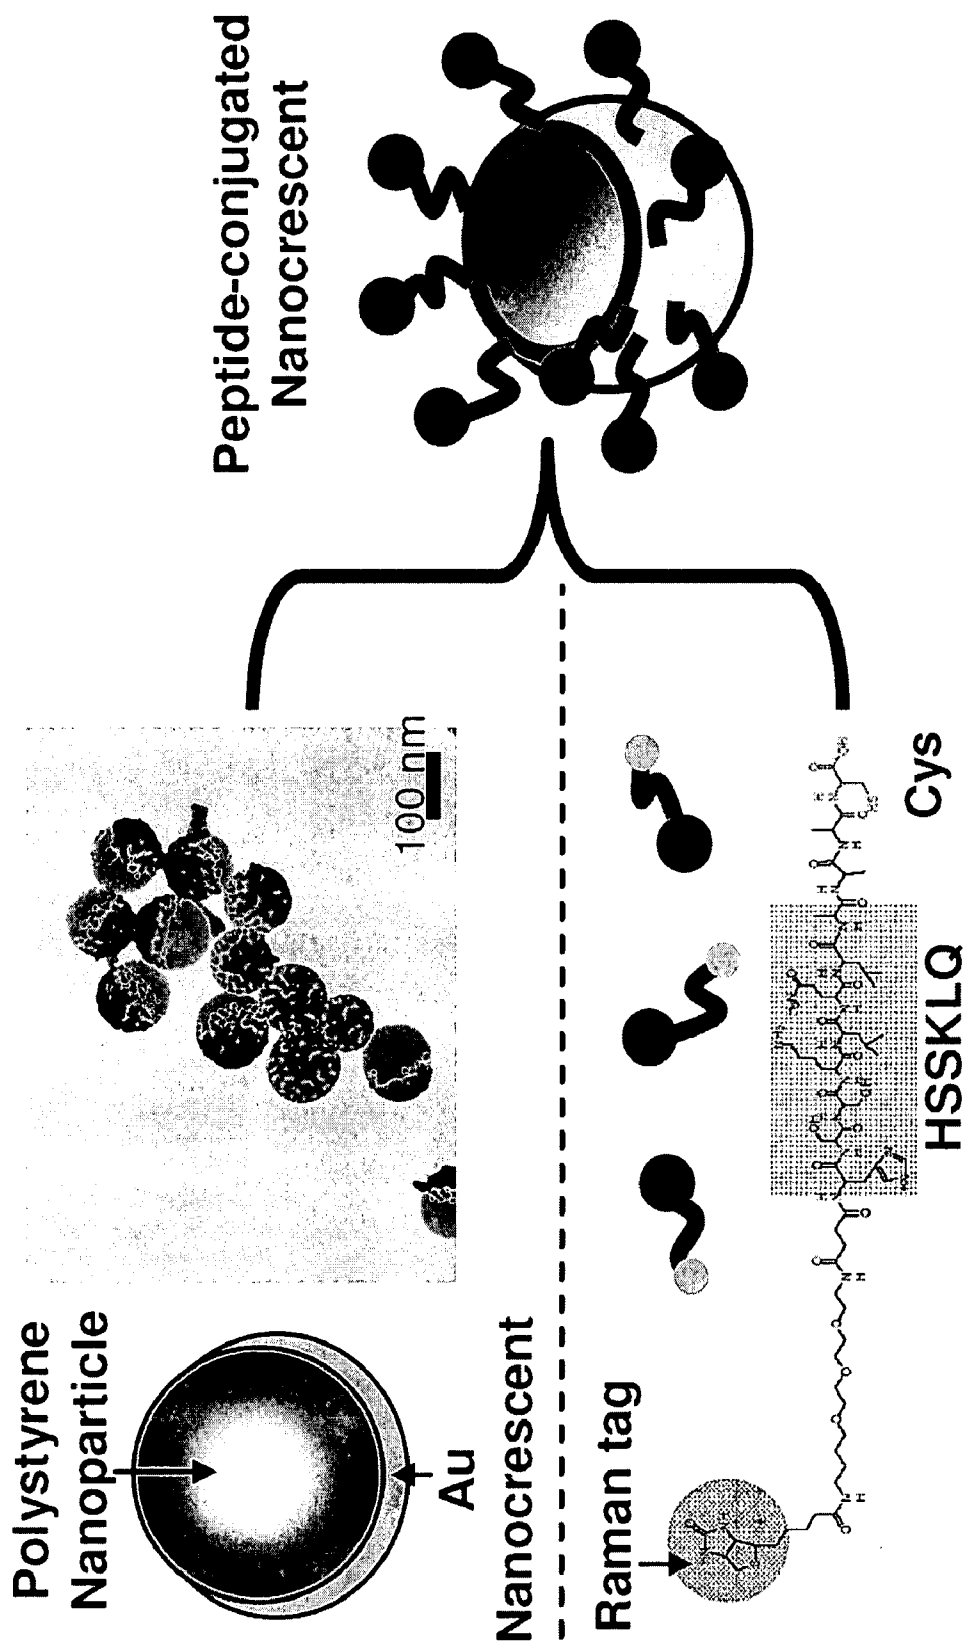 Polystyrene
Nanoparticle
Au
Nanocrescent
100 nm
Peptide-conjugated
Nanocrescent
Raman tag
HSSKLQ
Cys